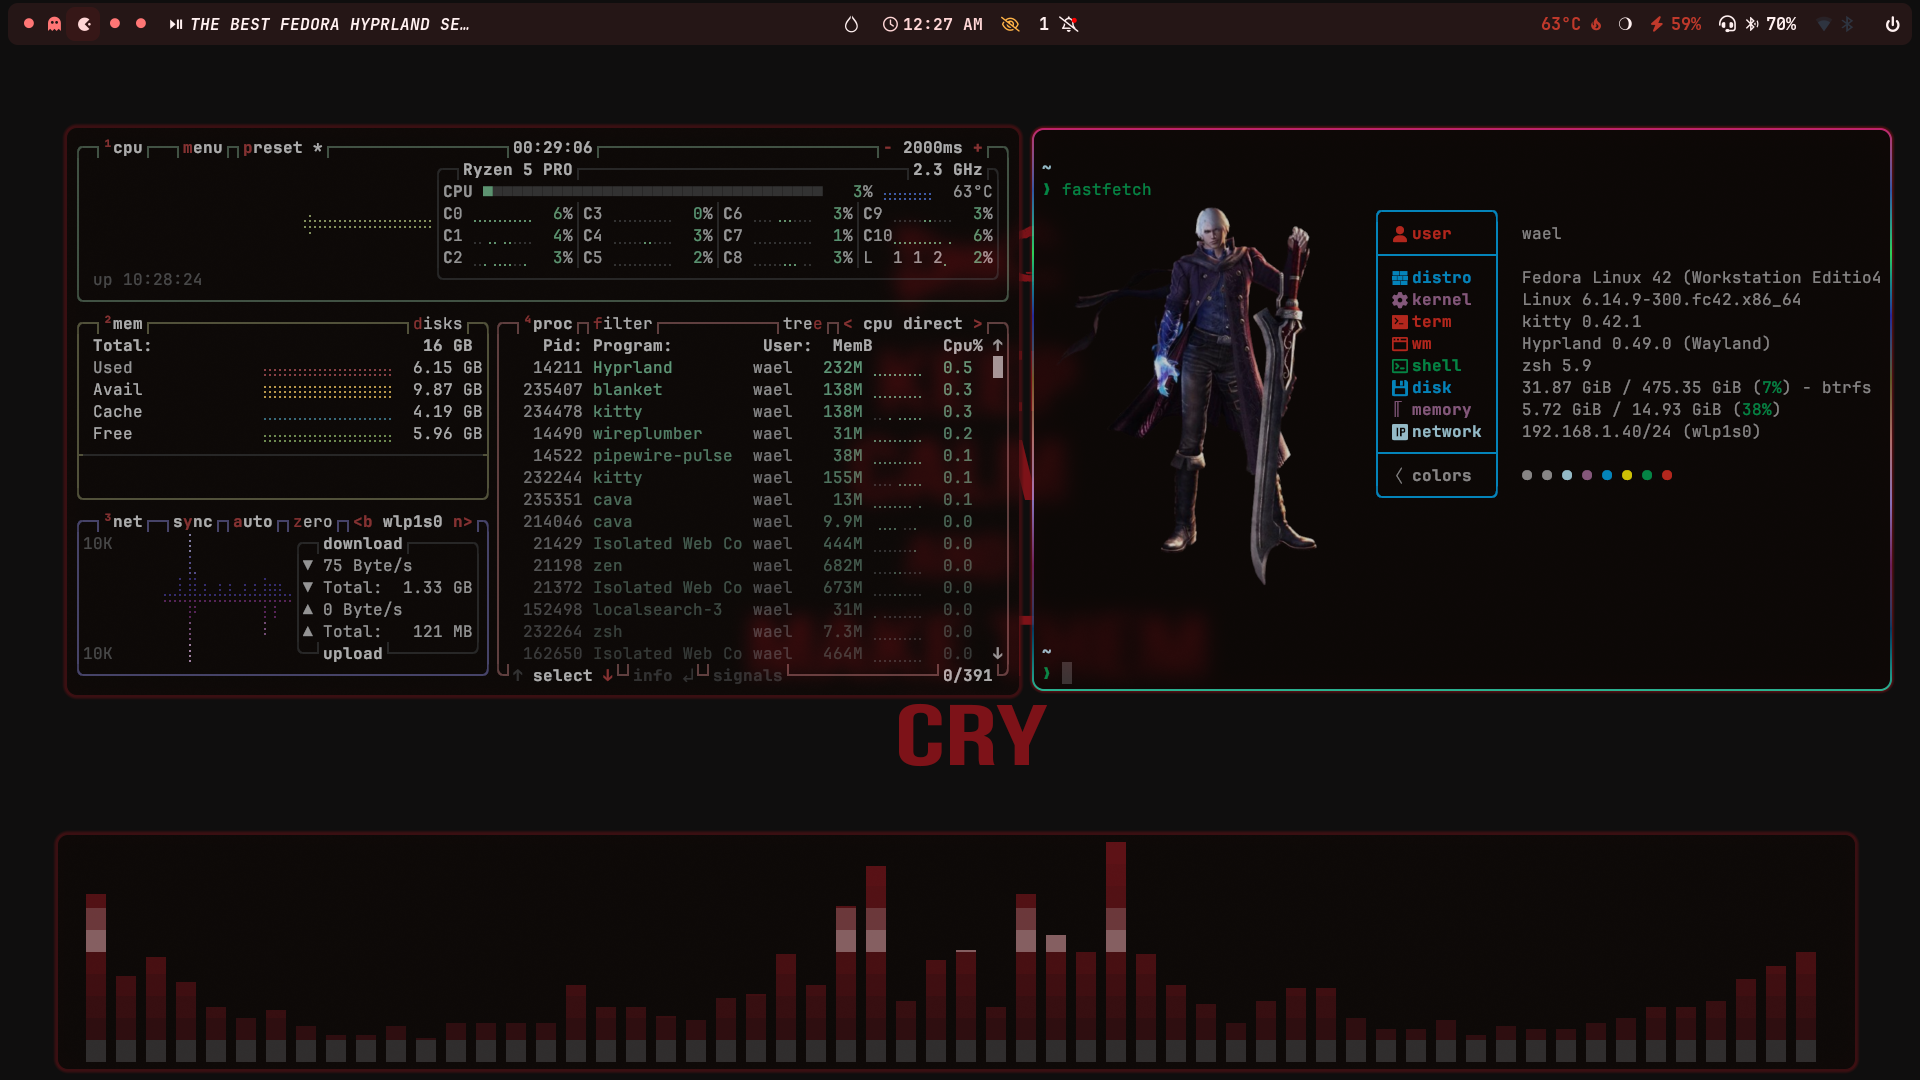 THE BEST FEDORA HYPRLAND SE…
12:27 AM
1
63°C
59%
70%
1cpu menu preset * 00:29:06 - 2000ms +
Ryzen 5 PRO 2.3 GHz
CPU 3% 63°C
C0 6% C3 0% C6 3% C9 3%
C1 4% C4 3% C7 1% C10 6%
C2 3% C5 2% C8 3% L 1 1 2 2%
up 10:28:24
2mem disks
Total: 16 GB
Used 6.15 GB
Avail 9.87 GB
Cache 4.19 GB
Free 5.96 GB
3net sync auto zero <b wlp1s0 n>
10K
download
▼ 75 Byte/s
▼ Total: 1.33 GB
▲ 0 Byte/s
▲ Total: 121 MB
upload
10K
4proc filter tree < cpu direct >
Pid: Program: User: MemB Cpu% ↑
14211 Hyprland wael 232M 0.5
235407 blanket wael 138M 0.3
234478 kitty wael 138M 0.3
14490 wireplumber wael 31M 0.2
14522 pipewire-pulse wael 38M 0.1
232244 kitty wael 155M 0.1
235351 cava wael 13M 0.1
214046 cava wael 9.9M 0.0
21429 Isolated Web Co wael 444M 0.0
21198 zen wael 682M 0.0
21372 Isolated Web Co wael 673M 0.0
152498 localsearch-3 wael 31M 0.0
232264 zsh wael 7.3M 0.0
162650 Isolated Web Co wael 464M 0.0 ↓
↑ select ↓ info ↵ signals 0/391
~
❯ fastfetch
user wael
distro Fedora Linux 42 (Workstation Editio4
kernel Linux 6.14.9-300.fc42.x86_64
term kitty 0.42.1
wm Hyprland 0.49.0 (Wayland)
shell zsh 5.9
disk 31.87 GiB / 475.35 GiB (7%) - btrfs
memory 5.72 GiB / 14.93 GiB (38%)
IP network 192.168.1.40/24 (wlp1s0)
colors
~
❯
CRY